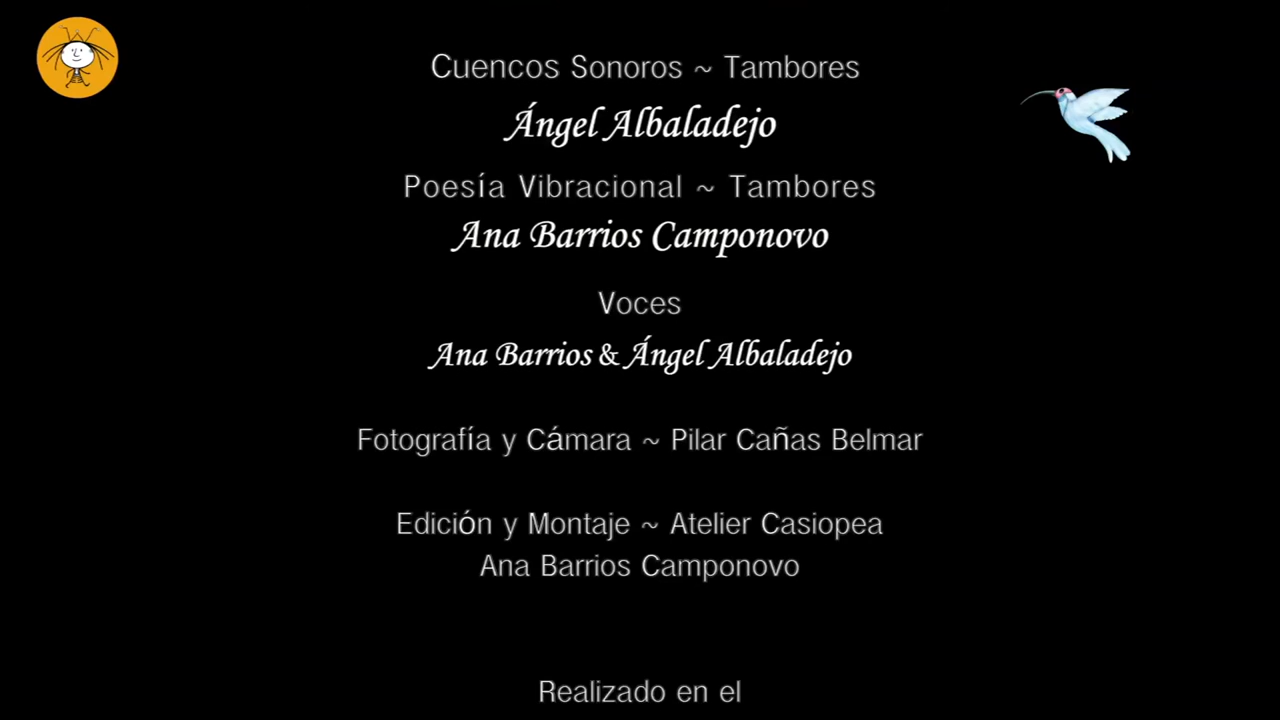 Cuencos Sonoros ~ Tambores
Ángel Albaladejo
Poesía Vibracional ~ Tambores
Ana Barrios Camponovo
Voces
Ana Barrios & Ángel Albaladejo
Fotografía y Cámara ~ Pilar Cañas Belmar
Edición y Montaje ~ Atelier Casiopea
Ana Barrios Camponovo
Realizado en el